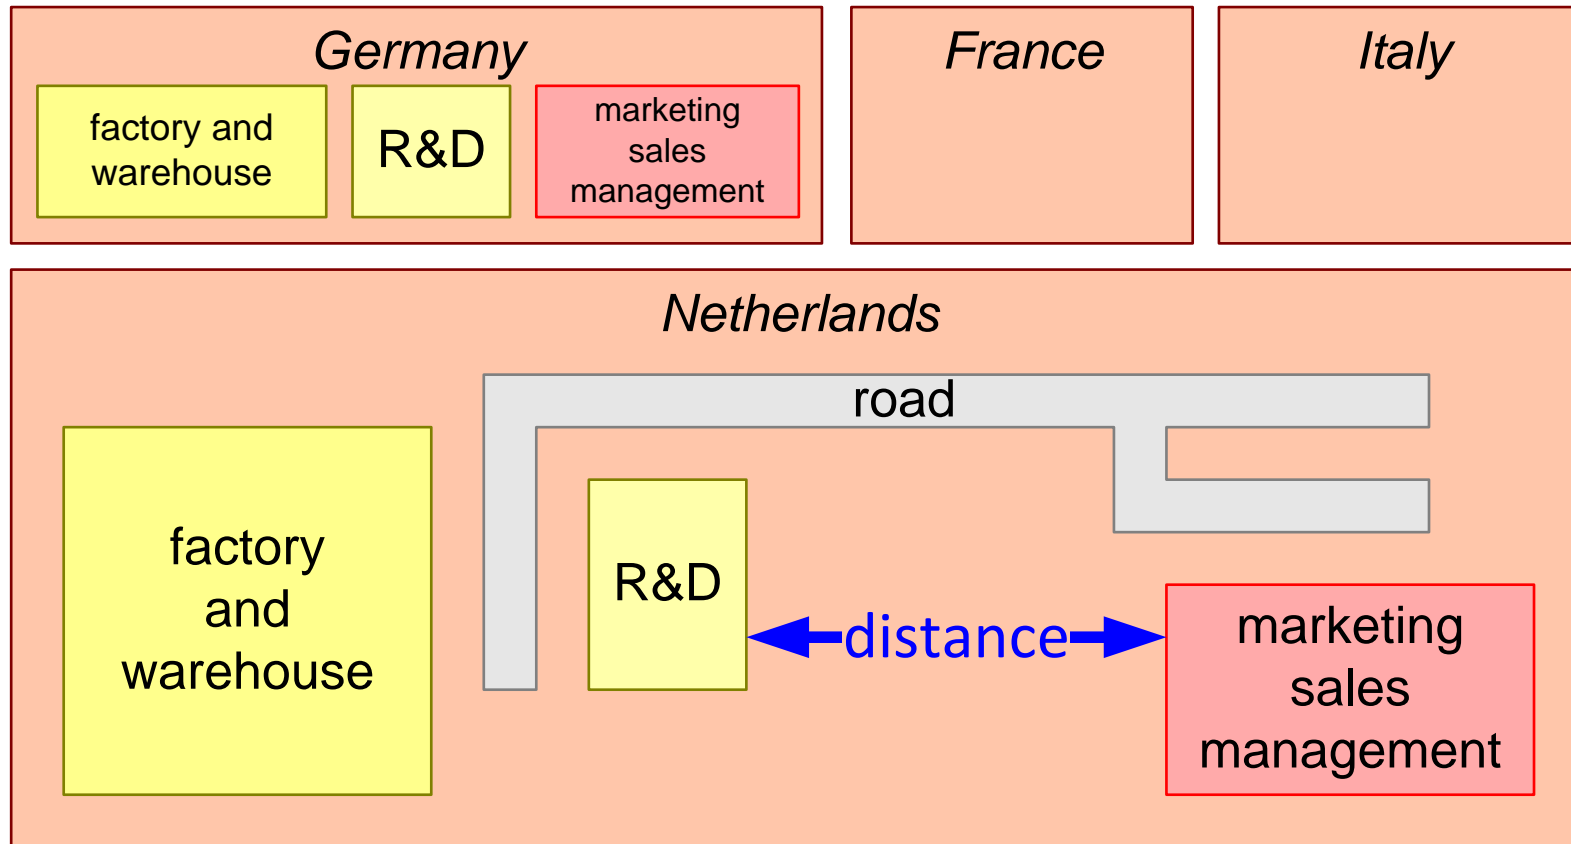 Germany
factory and
warehouse
R&D
marketing
sales
management
France
Italy
Netherlands
road
factory
and
warehouse
R&D
distance
marketing
sales
management